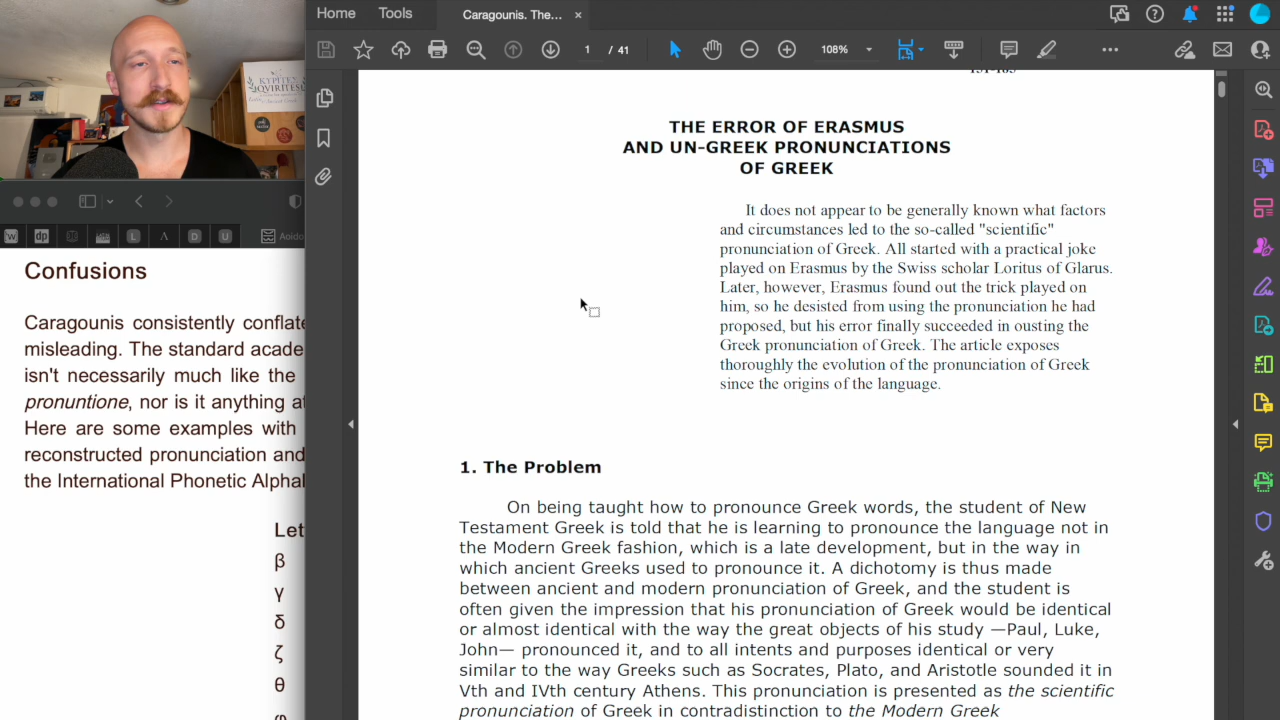 Home
Tools
Caragounis. The...
1 / 41
108%
THE ERROR OF ERASMUS
AND UN-GREEK PRONUNCIATIONS
OF GREEK
It does not appear to be generally known what factors
and circumstances led to the so-called "scientific"
pronunciation of Greek. All started with a practical joke
played on Erasmus by the Swiss scholar Loritus of Glarus.
Later, however, Erasmus found out the trick played on
him, so he desisted from using the pronunciation he had
proposed, but his error finally succeeded in ousting the
Greek pronunciation of Greek. The article exposes
thoroughly the evolution of the pronunciation of Greek
since the origins of the language.
1. The Problem
On being taught how to pronounce Greek words, the student of New
Testament Greek is told that he is learning to pronounce the language not in
the Modern Greek fashion, which is a late development, but in the way in
which ancient Greeks used to pronounce it. A dichotomy is thus made
between ancient and modern pronunciation of Greek, and the student is
often given the impression that his pronunciation of Greek would be identical
or almost identical with the way the great objects of his study —Paul, Luke,
John— pronounced it, and to all intents and purposes identical or very
similar to the way Greeks such as Socrates, Plato, and Aristotle sounded it in
Vth and IVth century Athens. This pronunciation is presented as the scientific
pronunciation of Greek in contradistinction to the Modern Greek
W dp L Λ D U Aoido
Confusions
Caragounis consistently conflate
misleading. The standard acade
isn't necessarily much like the
pronuntione, nor is it anything a
Here are some examples with
reconstructed pronunciation and
the International Phonetic Alphal
Let
β
γ
δ
ζ
θ